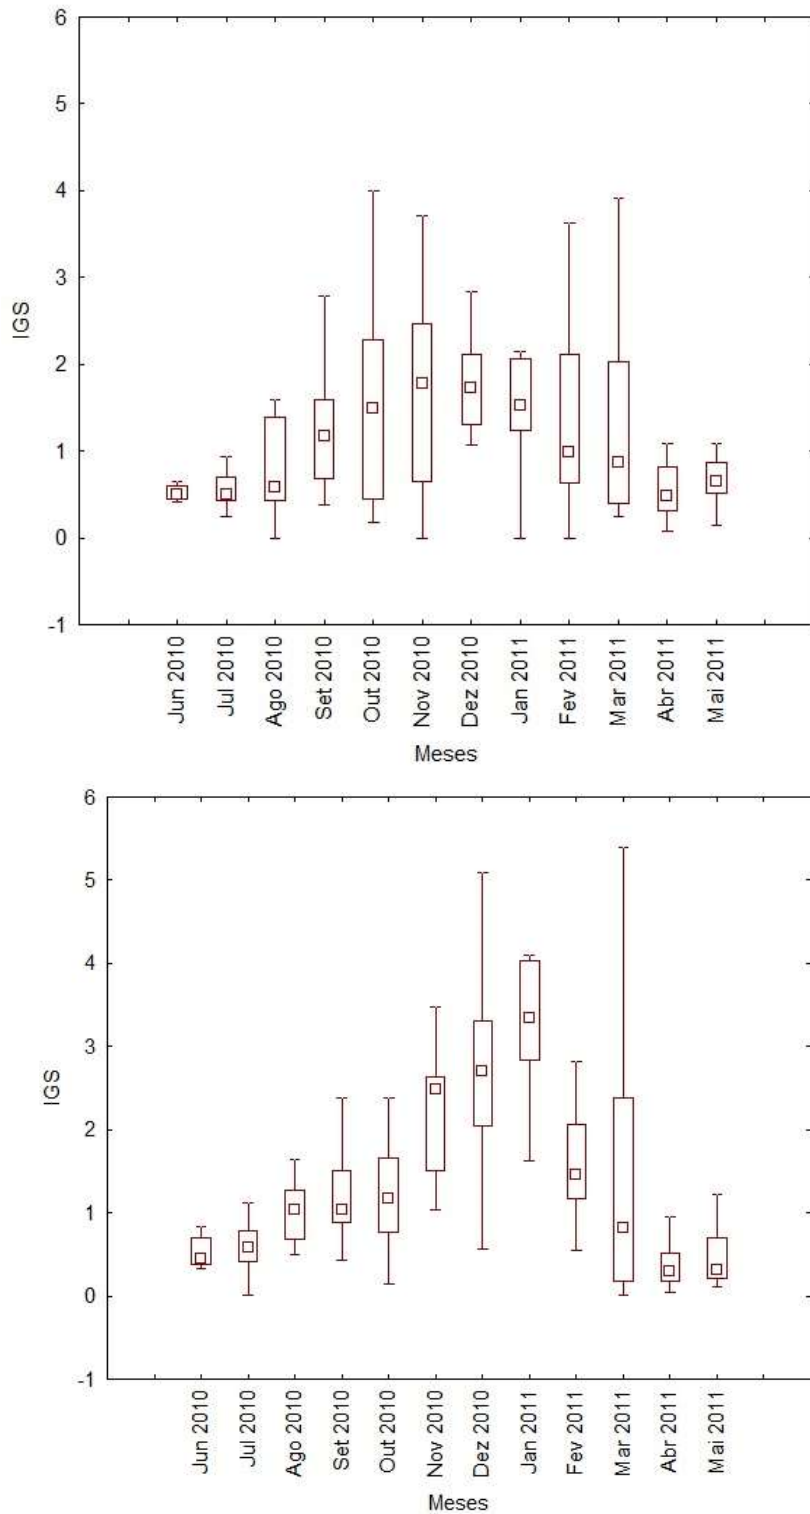 6
5
4
3
2
1
0
-1
IGS
Jun 2010
Jul 2010
Ago 2010
Set 2010
Out 2010
Nov 2010
Dez 2010
Jan 2011
Fev 2011
Mar 2011
Abr 2011
Mai 2011
Meses
6
5
4
3
2
1
0
-1
IGS
Jun 2010
Jul 2010
Ago 2010
Set 2010
Out 2010
Nov 2010
Dez 2010
Jan 2011
Fev 2011
Mar 2011
Abr 2011
Mai 2011
Meses